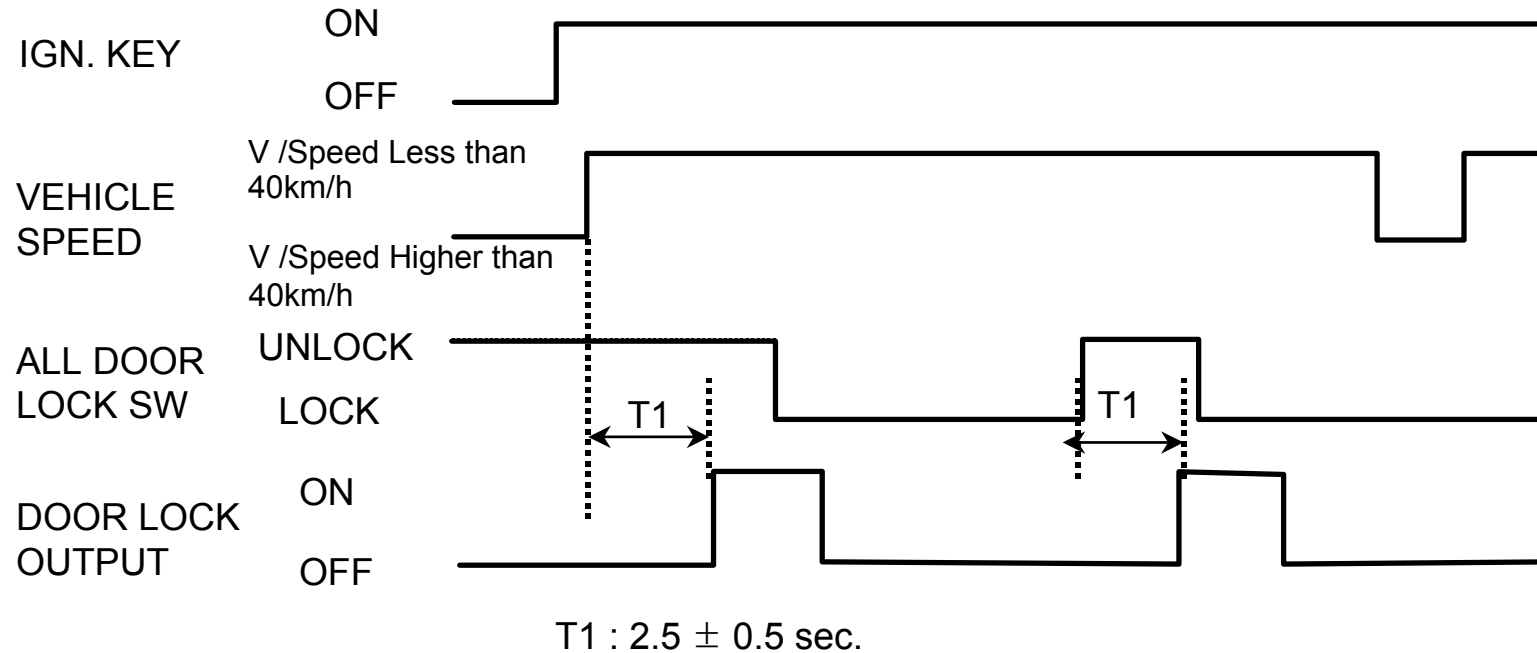 ON
IGN. KEY
OFF
V /Speed Less than
40km/h
VEHICLE
SPEED
V /Speed Higher than
40km/h
UNLOCK
ALL DOOR
LOCK SW
LOCK
T1
T1
ON
DOOR LOCK
OUTPUT
OFF
T1 : 2.5 ± 0.5 sec.